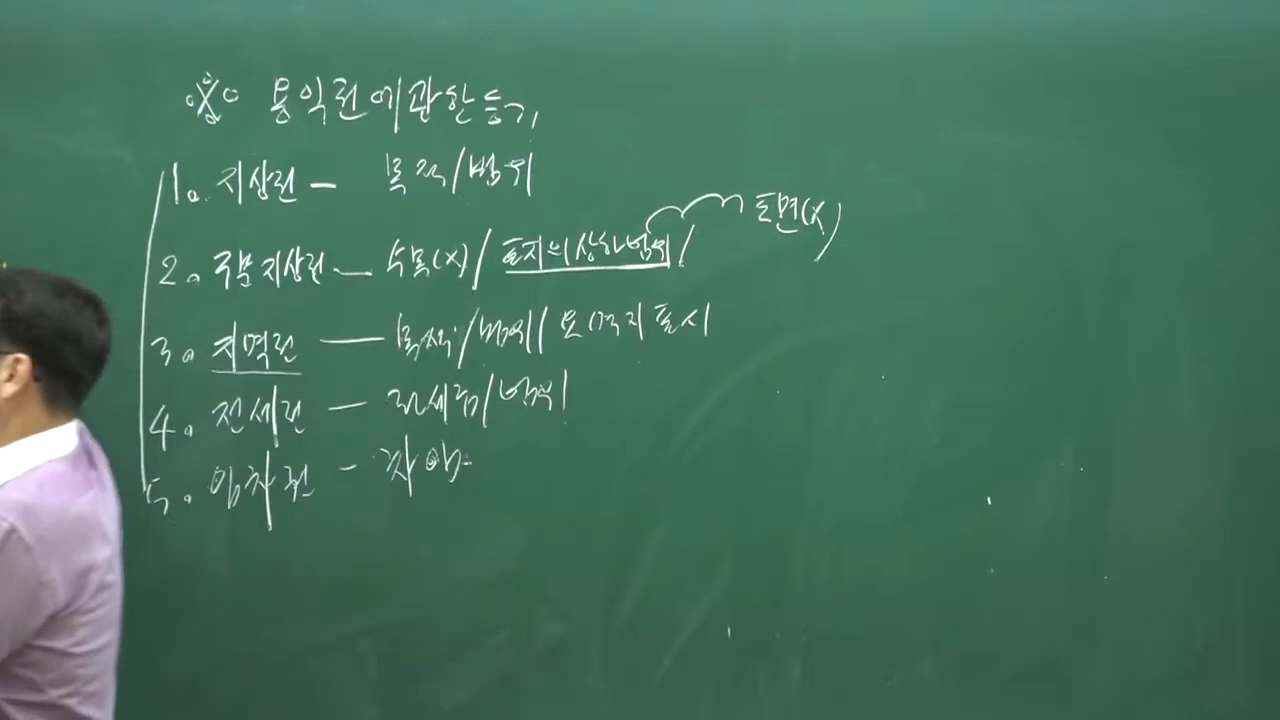 ※ 용익권에관한등기
1. 지상권 - 목적/범위
2. 구분지상권 - 수목(x)/토지의상하범위/ 도면(x)
3. 지역권 - 목적/범위/요역지표시
4. 전세권 - 전세금/범위
5. 임차권 - 차임